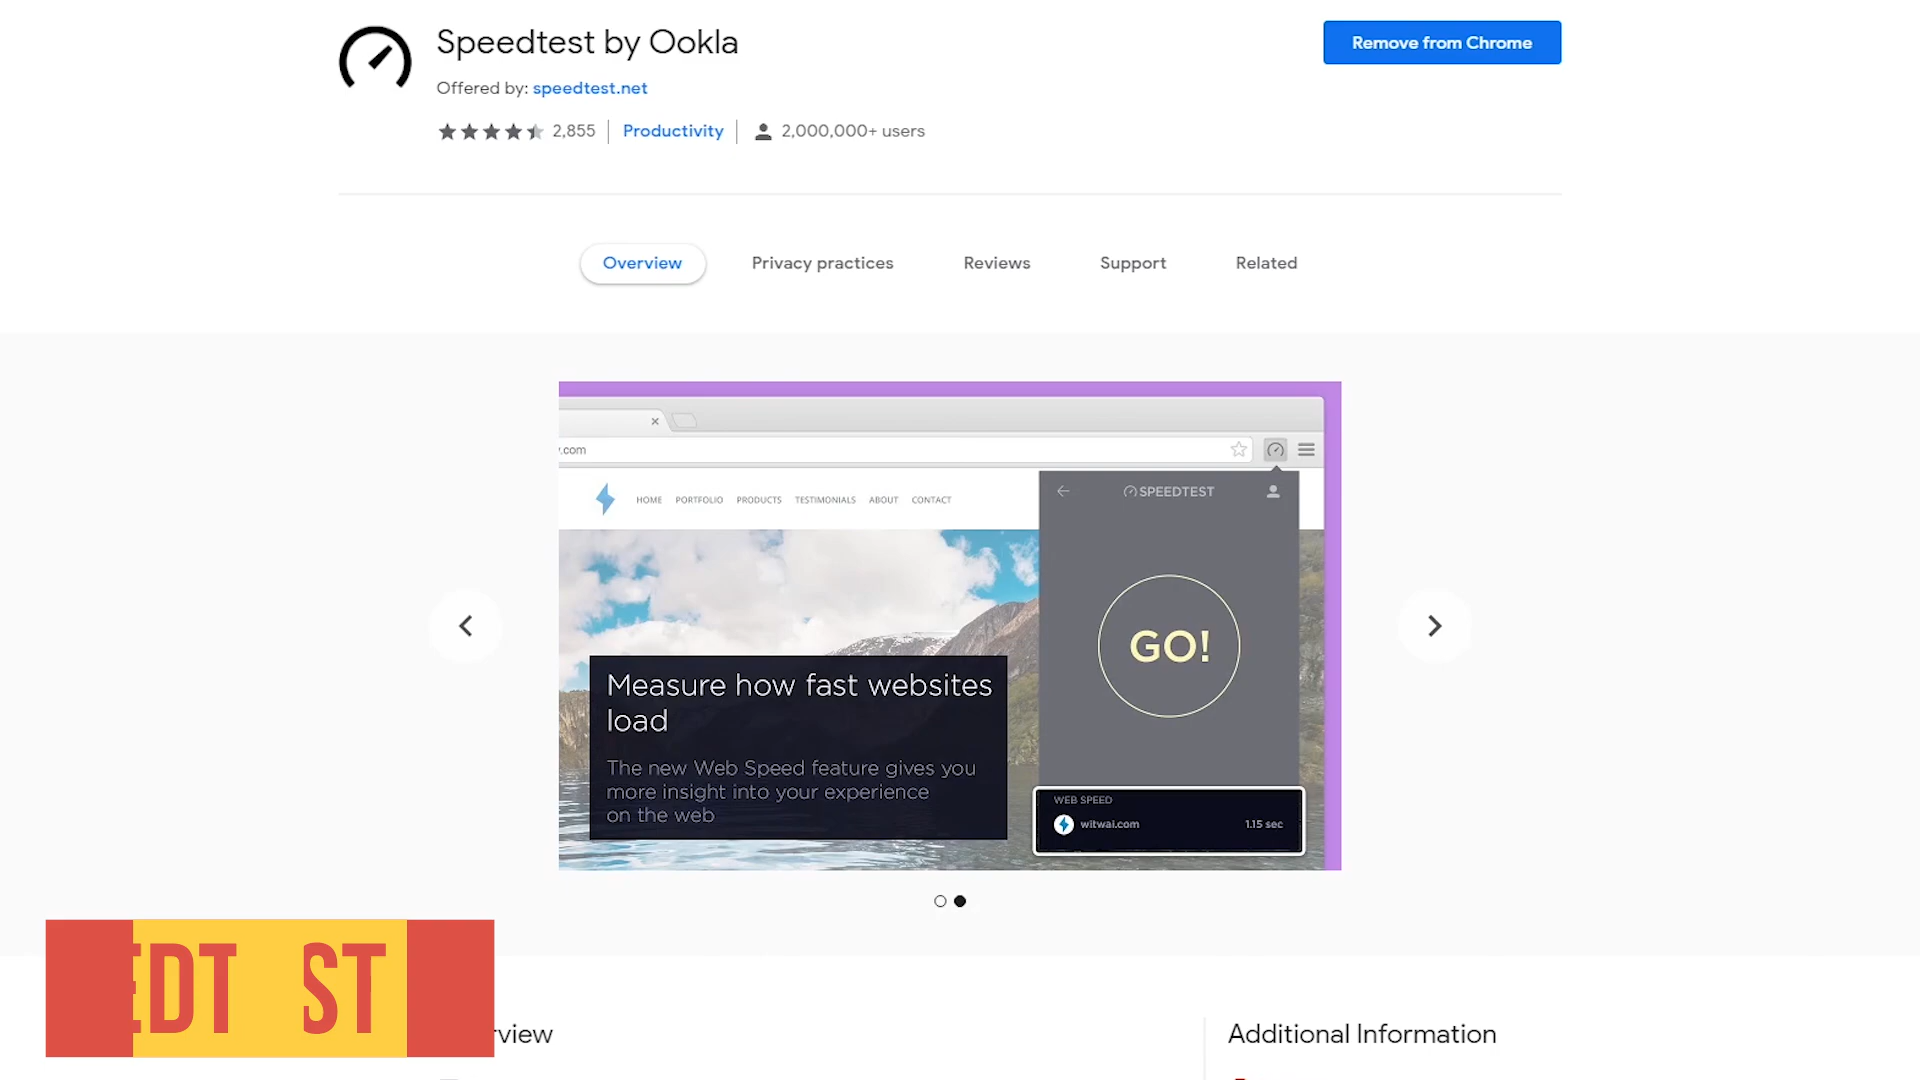 Speedtest by Ookla
Remove from Chrome
Offered by: speedtest.net
2,855
Productivity
2,000,000+ users
Overview
Privacy practices
Reviews
Support
Related
.com
HOME PORTFOLIO PRODUCTS TESTIMONIALS ABOUT CONTACT
SPEEDTEST
GO!
Measure how fast websites
load
The new Web Speed feature gives you
more insight into your experience
on the web
WEB SPEED
witwai.com 1.15 sec
EDT ST
rview
Additional Information